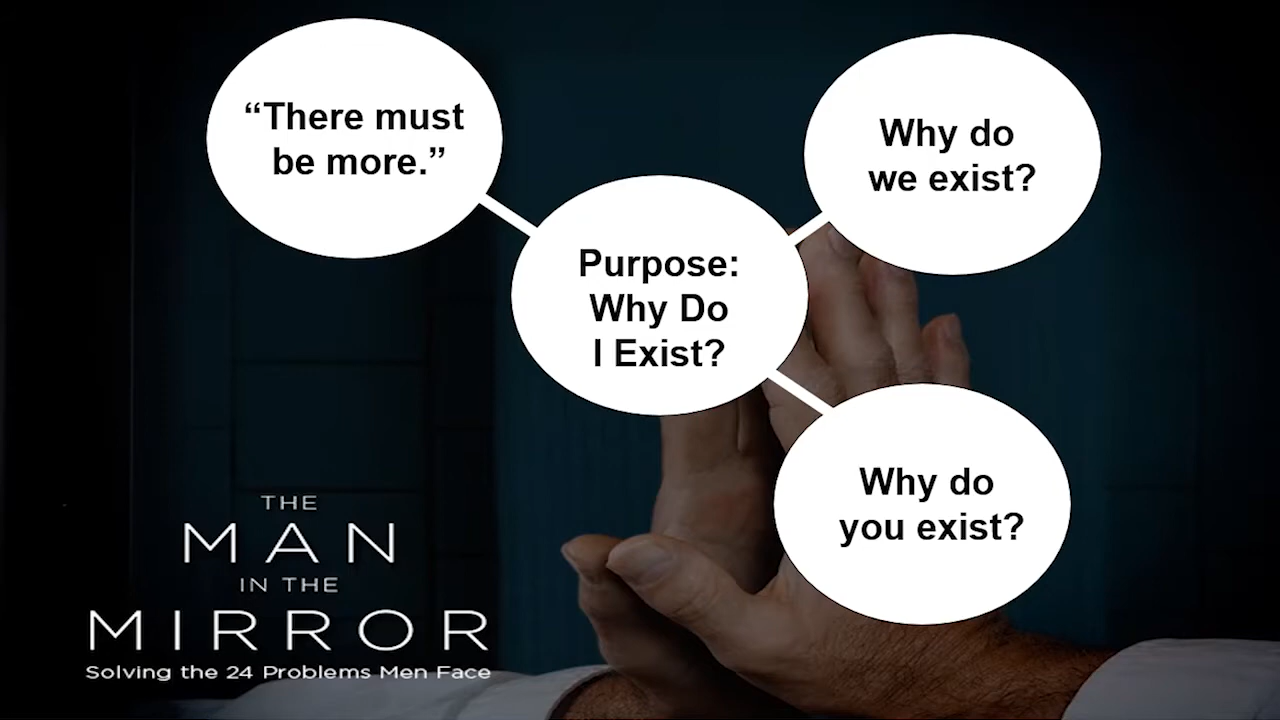 “There must
be more.”
Why do
we exist?
Purpose:
Why Do
I Exist?
Why do
you exist?
THE
MAN
IN THE
MIRROR
Solving the 24 Problems Men Face